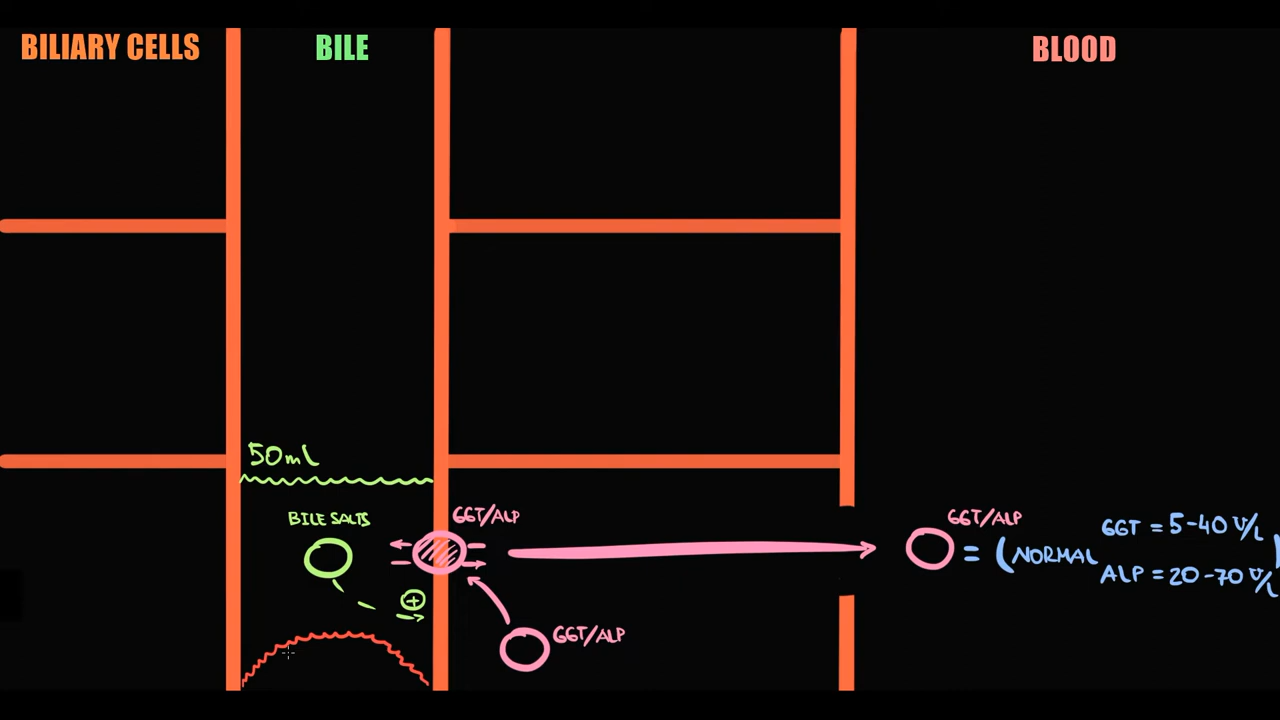 BILIARY CELLS
BILE
BLOOD
50ml
BILE SALTS
GGT/ALP
GGT/ALP
+
GGT/ALP
= (NORMAL
GGT = 5-40 U/L
ALP = 20-70 U/L
)